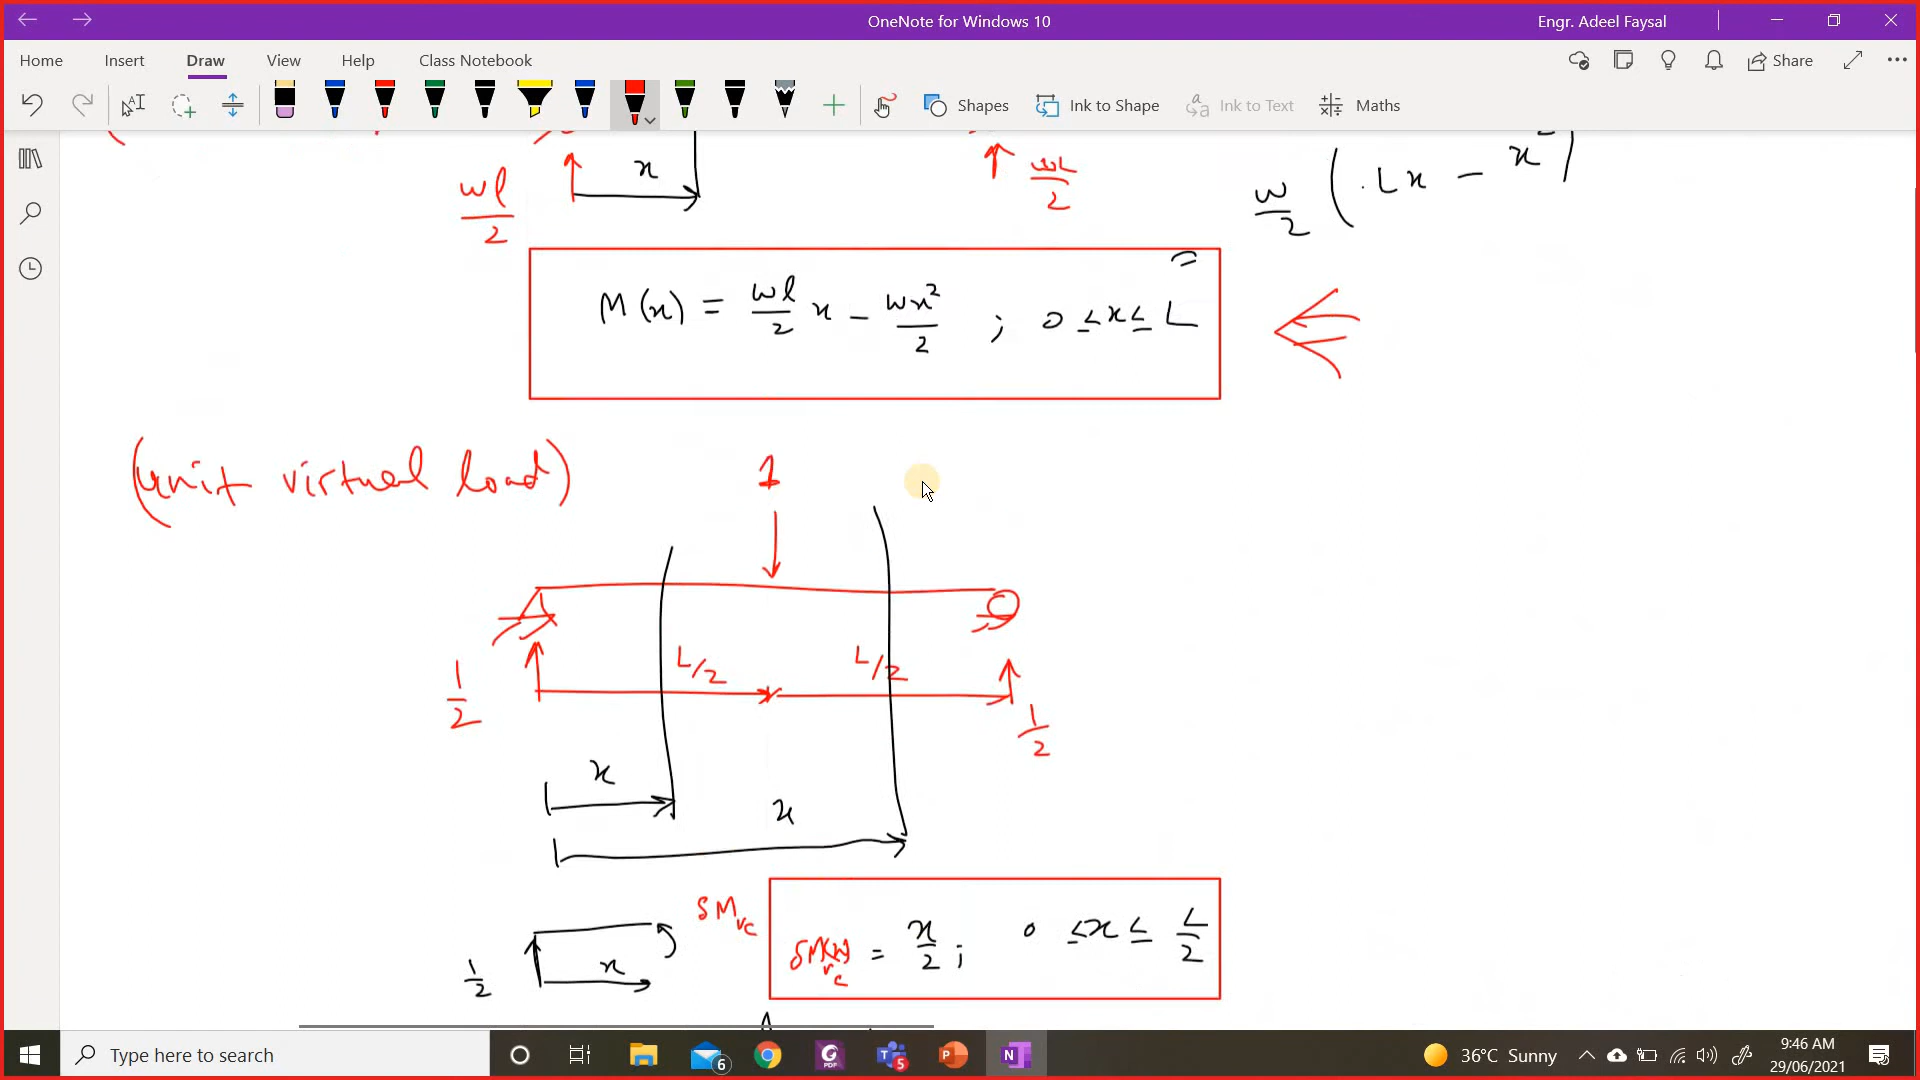 OneNote for Windows 10
Engr. Adeel Faysal
Home Insert Draw View Help Class Notebook
Share
Shapes Ink to Shape Ink to Text Maths
x
wl/2
wL/2
w/2 ( Lx - x² )
M(x) = wl/2 x - wx²/2 ; 0 ≤ x ≤ L
(unit virtual load)
1
L/2 L/2
1/2
1/2
x
x
δM_vc
1/2
x
δM(x)_vc = x/2 ; 0 ≤ x ≤ L/2
Type here to search
6
PDF
5
P
N
36°C Sunny
9:46 AM
29/06/2021